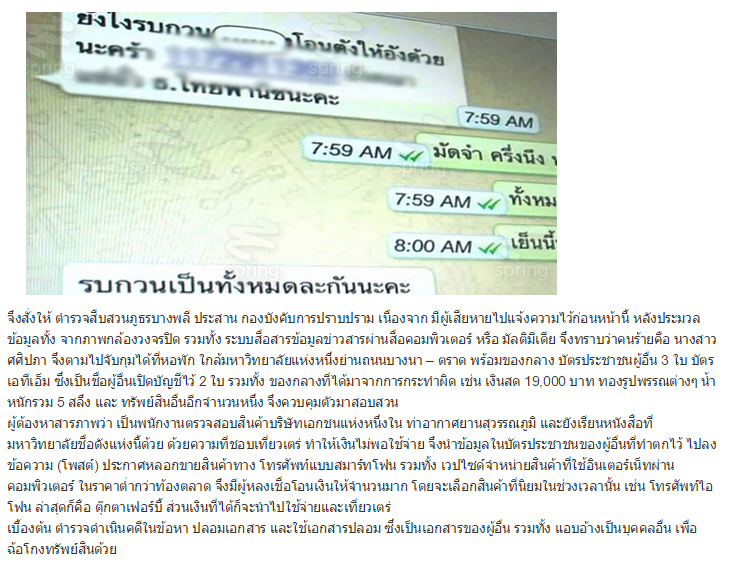 ยังไงรบกวน โอนตังให้อังด้วย
นะคร้า
ธ.ไทยพานิชนะคะ
7:59 AM
7:59 AM มัดจำ ครึ่งนึง
7:59 AM ทั้งหม
8:00 AM เย็นนี้
รบกวนเป็นทั้งหมดละกันนะคะ
spring
spring
spring
จึงสั่งให้ ตำรวจสืบสวนภูธรบางพลี ประสาน กองบังคับการปราบปราม เนื่องจาก มีผู้เสียหายไปแจ้งความไว้ก่อนหน้านี้ หลังประมวล
ข้อมูลทั้ง จากภาพกล้องวงจรปิด รวมทั้ง ระบบสื่อสารข้อมูลข่าวสารผ่านสื่อคอมพิวเตอร์ หรือ มัลติมีเดีย จึงทราบว่าคนร้ายคือ นางสาว
ศศิปภา จึงตามไปจับกุมได้ที่หอพัก ใกล้มหาวิทยาลัยแห่งหนึ่งย่านถนนบางนา – ตราด พร้อมของกลาง บัตรประชาชนผู้อื่น 3 ใบ บัตร
เอทีเอ็ม ซึ่งเป็นชื่อผู้อื่นเปิดบัญชีไว้ 2 ใบ รวมทั้ง ของกลางที่ได้มาจากการกระทำผิด เช่น เงินสด 19,000 บาท ทองรูปพรรณต่างๆ น้ำ
หนักรวม 5 สลึง และ ทรัพย์สินอื่นอีกจำนวนหนึ่ง จึงควบคุมตัวมาสอบสวน
ผู้ต้องหาสารภาพว่า เป็นพนักงานตรวจสอบสินค้าบริษัทเอกชนแห่งหนึ่งใน ท่าอากาศยานสุวรรณภูมิ และยังเรียนหนังสือที่
มหาวิทยาลัยชื่อดังแห่งนี้ด้วย ด้วยความที่ชอบเที่ยวเตร่ ทำให้เงินไม่พอใช้จ่าย จึงนำข้อมูลในบัตรประชาชนของผู้อื่นที่ทำตกไว้ ไปลง
ข้อความ (โพสต์) ประกาศหลอกขายสินค้าทาง โทรศัพท์แบบสมาร์ทโฟน รวมทั้ง เวปไซต์จำหน่ายสินค้าที่ใช้อินเตอร์เน็ทผ่าน
คอมพิวเตอร์ ในราคาต่ำกว่าท้องตลาด จึงมีผู้หลงเชื่อโอนเงินให้จำนวนมาก โดยจะเลือกสินค้าที่นิยมในช่วงเวลานั้น เช่น โทรศัพท์ไอ
โฟน ล่าสุดก็คือ ตุ๊กตาเฟอร์บี้ ส่วนเงินที่ได้ก็จะนำไปใช้จ่ายและเที่ยวเตร่
เบื้องต้น ตำรวจดำเนินคดีในข้อหา ปลอมเอกสาร และใช้เอกสารปลอม ซึ่งเป็นเอกสารของผู้อื่น รวมทั้ง แอบอ้างเป็นบุคคลอื่น เพื่อ
ฉ้อโกงทรัพย์สินด้วย